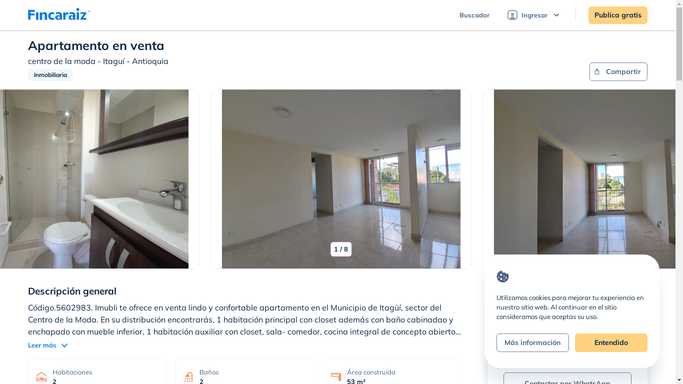 Fincaraiz
Buscador
Ingresar
Publica gratis
Apartamento en venta
centro de la moda - Itaguí - Antioquia
Inmobiliaria
Compartir
1 / 8
Descripción general
Código.5602983. Imubli te ofrece en venta lindo y confortable apartamento en el Municipio de Itagüí, sector del
Centro de la Moda. En su distribución encontrarás, 1 habitación principal con closet además con baño cabinadas y
enchapado con mueble inferior, 1 habitación auxiliar con closet, sala- comedor, cocina integral de concepto abierto...
Leer más
Habitaciones
2
Baños
2
Área construida
53 m²
Utilizamos cookies para mejorar tu experiencia en
nuestro sitio web. Al continuar en el sitio
consideramos que aceptas su uso.
Más información
Entendido
Contactar por WhatsApp